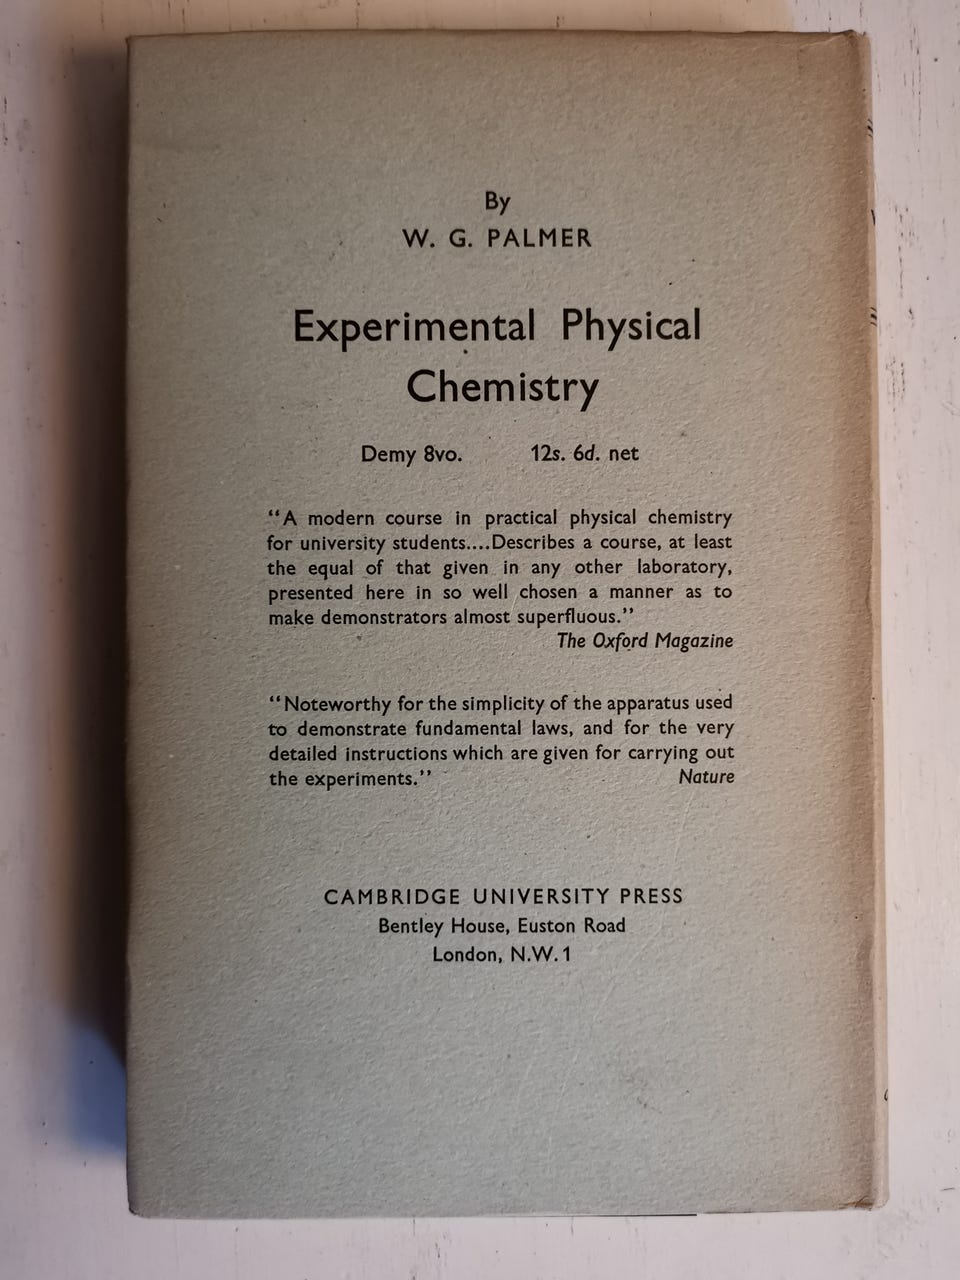 By
W. G. PALMER
Experimental Physical
Chemistry
Demy 8vo. 12s. 6d. net
“A modern course in practical physical chemistry
for university students....Describes a course, at least
the equal of that given in any other laboratory,
presented here in so well chosen a manner as to
make demonstrators almost superfluous.”
The Oxford Magazine
“Noteworthy for the simplicity of the apparatus used
to demonstrate fundamental laws, and for the very
detailed instructions which are given for carrying out
the experiments.” Nature
CAMBRIDGE UNIVERSITY PRESS
Bentley House, Euston Road
London, N.W.1